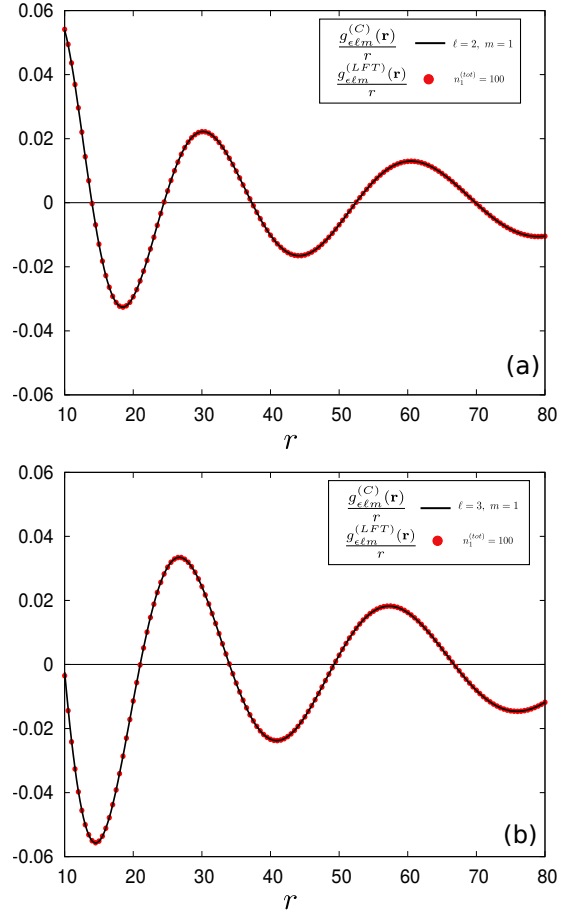 0.06
0.04
0.02
0
-0.02
-0.04
-0.06
10 20 30 40 50 60 70 80
r
g_{ϵℓm}^{(C)}(r)/r ℓ=2, m=1
g_{ϵℓm}^{(LFT)}(r)/r n_1^{(tot)}=100
(a)
0.06
0.04
0.02
0
-0.02
-0.04
-0.06
10 20 30 40 50 60 70 80
r
g_{ϵℓm}^{(C)}(r)/r ℓ=3, m=1
g_{ϵℓm}^{(LFT)}(r)/r n_1^{(tot)}=100
(b)